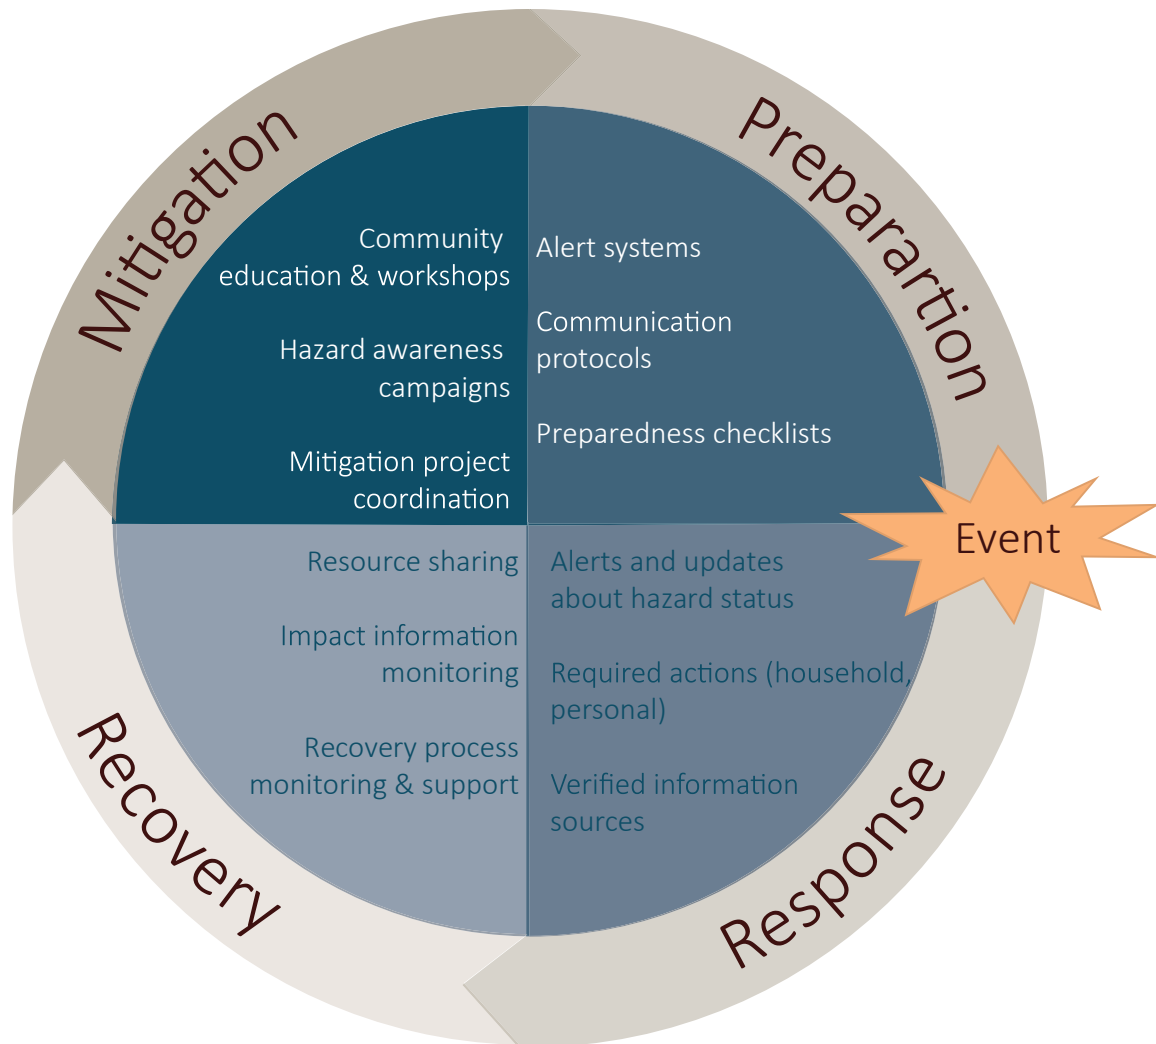 Mitigation
Community
education & workshops
Hazard awareness
campaigns
Mitigation project
coordination
Preparartion
Alert systems
Communication
protocols
Preparedness checklists
Event
Response
Alerts and updates
about hazard status
Required actions (household,
personal)
Verified information
sources
Recovery
Resource sharing
Impact information
monitoring
Recovery process
monitoring & support